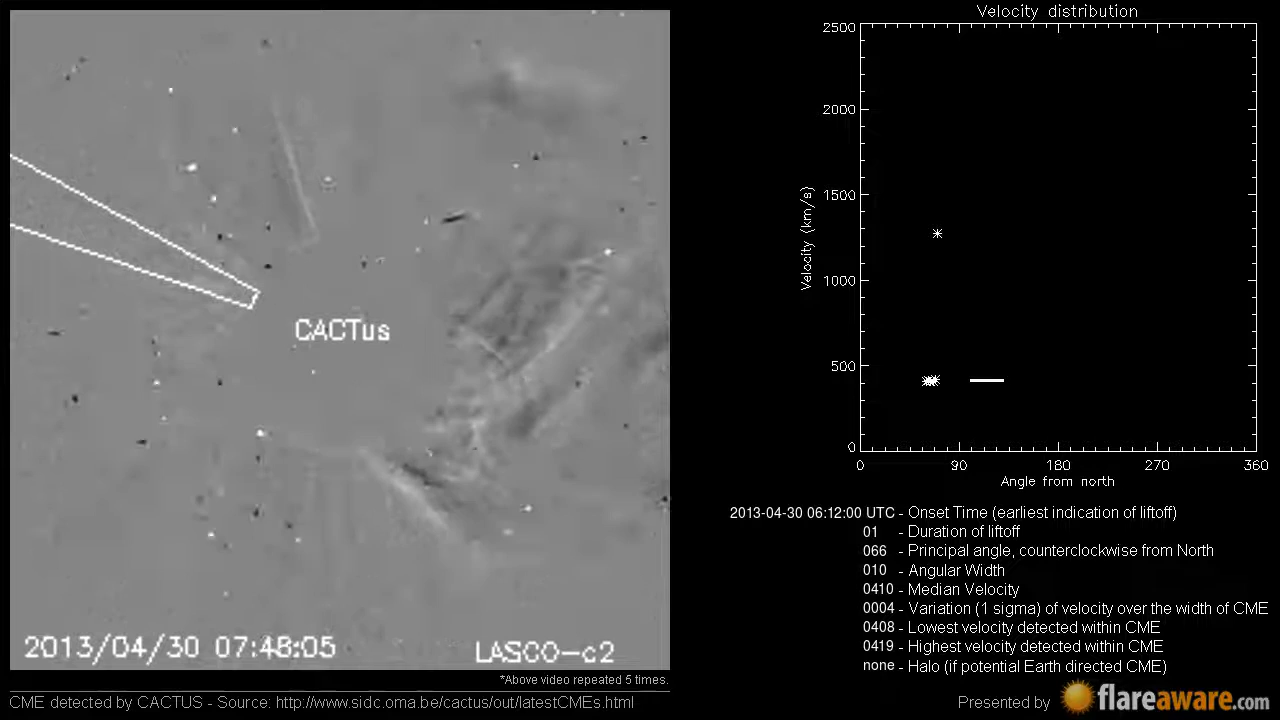 Velocity distribution
2500
2000
1500
1000
500
0
Velocity (km/s)
0 90 180 270 360
Angle from north
CACTus
2013/04/30 07:48:05 LASCO-c2
*Above video repeated 5 times.
2013-04-30 06:12:00 UTC - Onset Time (earliest indication of liftoff)
01 - Duration of liftoff
066 - Principal angle, counterclockwise from North
010 - Angular Width
0410 - Median Velocity
0004 - Variation (1 sigma) of velocity over the width of CME
0408 - Lowest velocity detected within CME
0419 - Highest velocity detected within CME
none - Halo (if potential Earth directed CME)
CME detected by CACTUS - Source: http://www.sidc.oma.be/cactus/out/latestCMEs.html
Presented by flareaware.com